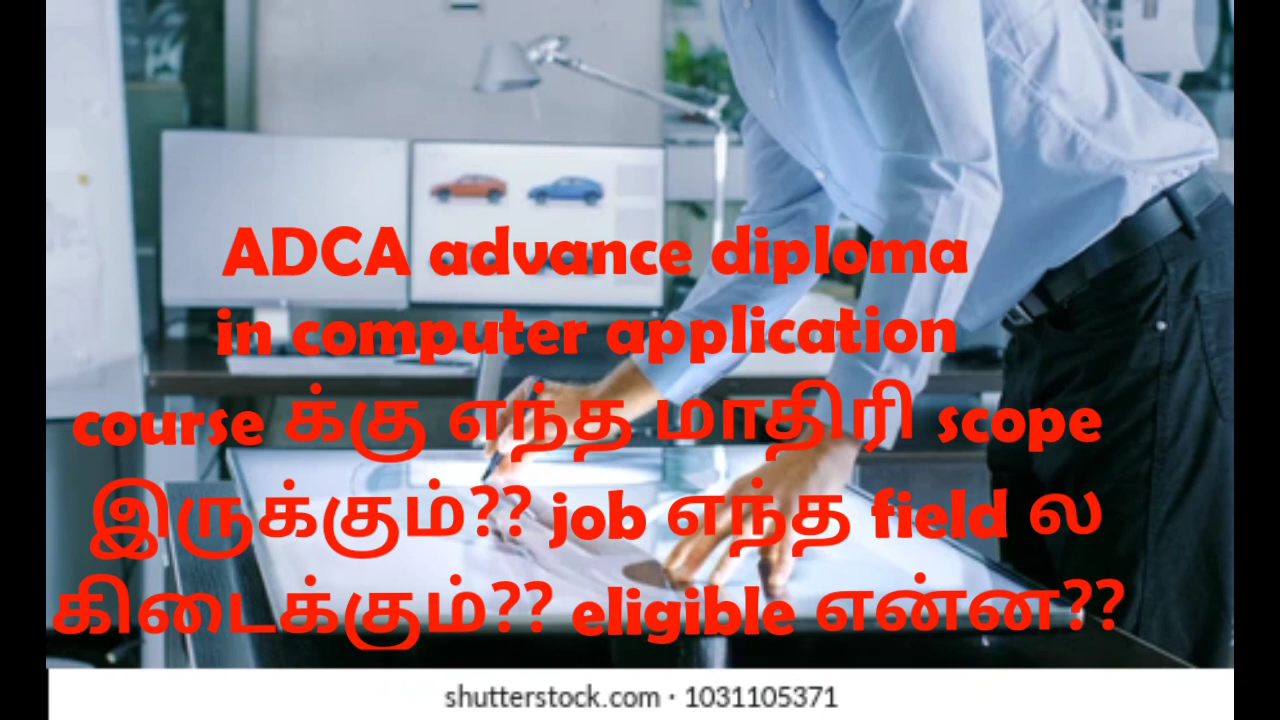 ADCA advance diploma
in computer application
course க்கு எந்த மாதிரி scope
இருக்கும்?? job எந்த field ல
கிடைக்கும்?? eligible என்ன??
shutterstock.com · 1031105371